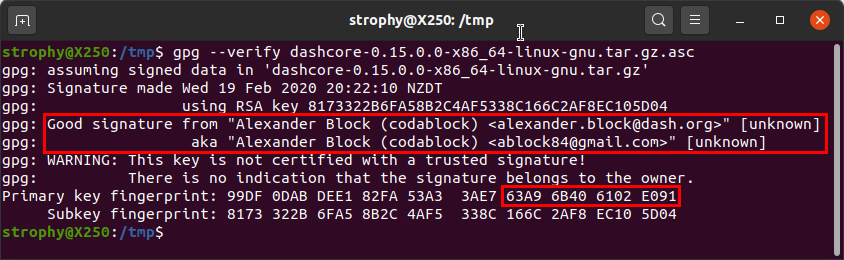 strophy@X250: /tmp
strophy@X250:/tmp$ gpg --verify dashcore-0.15.0.0-x86_64-linux-gnu.tar.gz.asc
gpg: assuming signed data in 'dashcore-0.15.0.0-x86_64-linux-gnu.tar.gz'
gpg: Signature made Wed 19 Feb 2020 20:22:10 NZDT
gpg:                using RSA key 8173322B6FA58B2C4AF5338C166C2AF8EC105D04
gpg: Good signature from "Alexander Block (codablock) <alexander.block@dash.org>" [unknown]
gpg:                 aka "Alexander Block (codablock) <ablock84@gmail.com>" [unknown]
gpg: WARNING: This key is not certified with a trusted signature!
gpg:          There is no indication that the signature belongs to the owner.
Primary key fingerprint: 99DF 0DAB DEE1 82FA 53A3  3AE7 63A9 6B40 6102 E091
     Subkey fingerprint: 8173 322B 6FA5 8B2C 4AF5  338C 166C 2AF8 EC10 5D04
strophy@X250:/tmp$